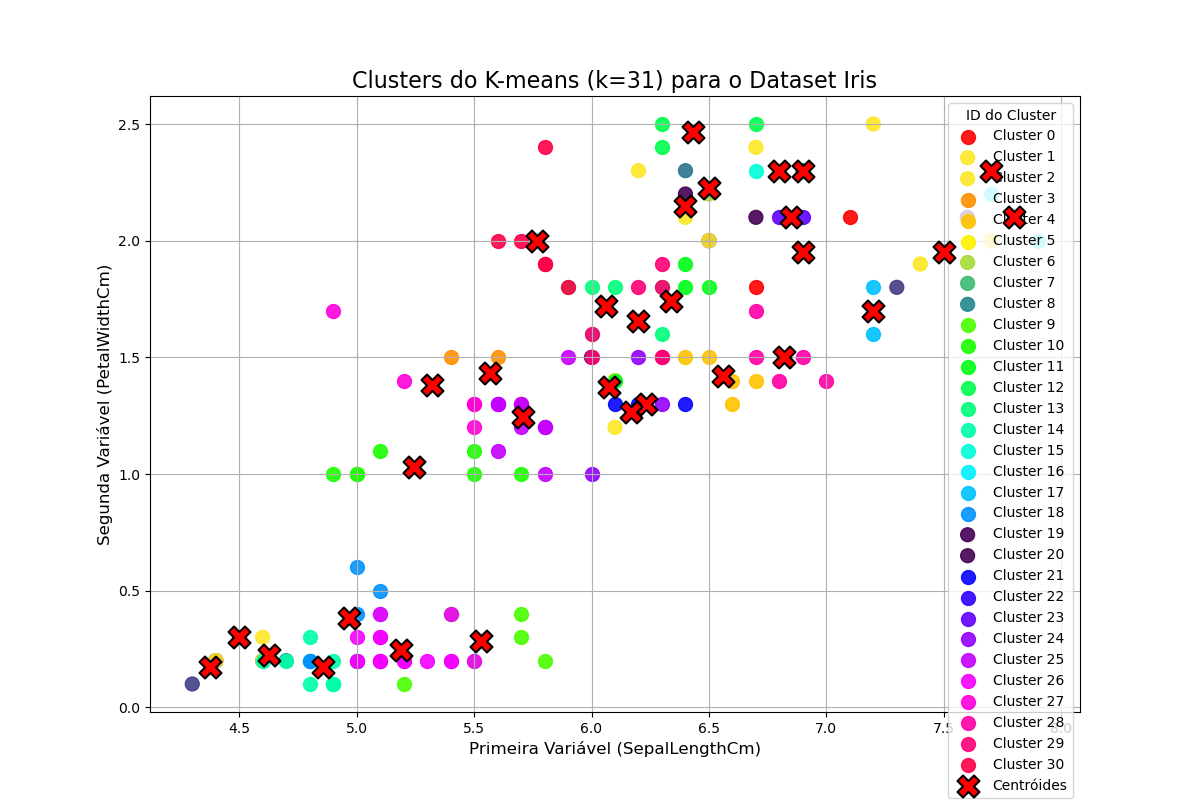 Clusters do K-means (k=31) para o Dataset Iris
Segunda Variável (PetalWidthCm)
2.5
2.0
1.5
1.0
0.5
0.0
4.5
5.0
5.5
6.0
6.5
7.0
7.5
8.0
Primeira Variável (SepalLengthCm)
ID do Cluster
Cluster 0
Cluster 1
Cluster 2
Cluster 3
Cluster 4
Cluster 5
Cluster 6
Cluster 7
Cluster 8
Cluster 9
Cluster 10
Cluster 11
Cluster 12
Cluster 13
Cluster 14
Cluster 15
Cluster 16
Cluster 17
Cluster 18
Cluster 19
Cluster 20
Cluster 21
Cluster 22
Cluster 23
Cluster 24
Cluster 25
Cluster 26
Cluster 27
Cluster 28
Cluster 29
Cluster 30
Centróides